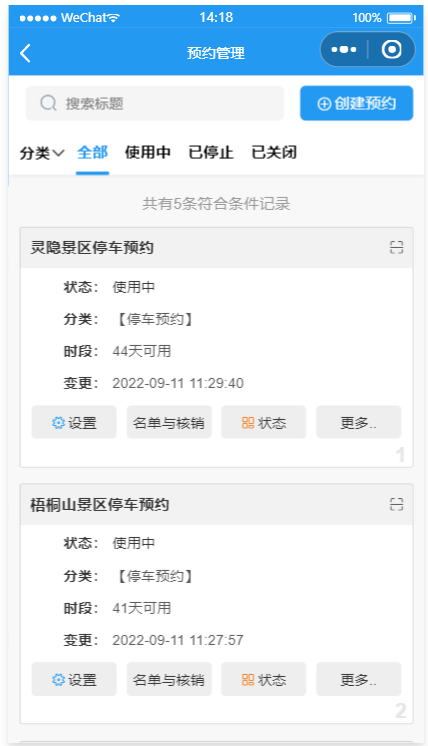 WeChat 14:18 100%
预约管理
搜索标题 创建预约
分类 全部 使用中 已停止 已关闭
共有5条符合条件记录
灵隐景区停车预约
状态： 使用中
分类： 【停车预约】
时段： 44天可用
变更： 2022-09-11 11:29:40
设置 名单与核销 状态 更多..
1
梧桐山景区停车预约
状态： 使用中
分类： 【停车预约】
时段： 41天可用
变更： 2022-09-11 11:27:57
设置 名单与核销 状态 更多..
2